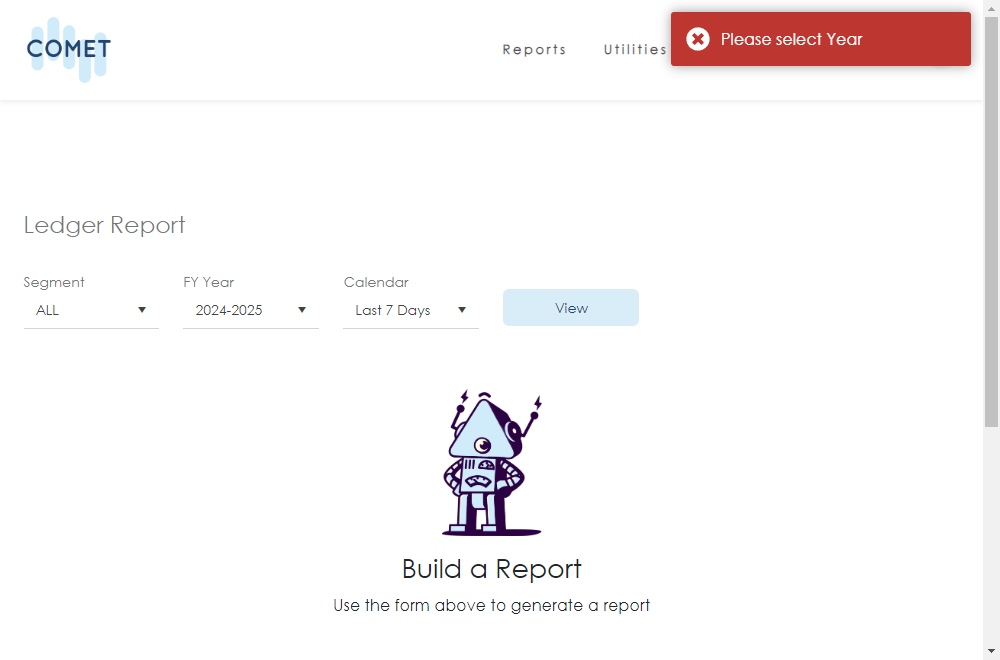 COMET
Reports
Utilities
Please select Year
Ledger Report
Segment
FY Year
Calendar
ALL
2024-2025
Last 7 Days
View
Build a Report
Use the form above to generate a report